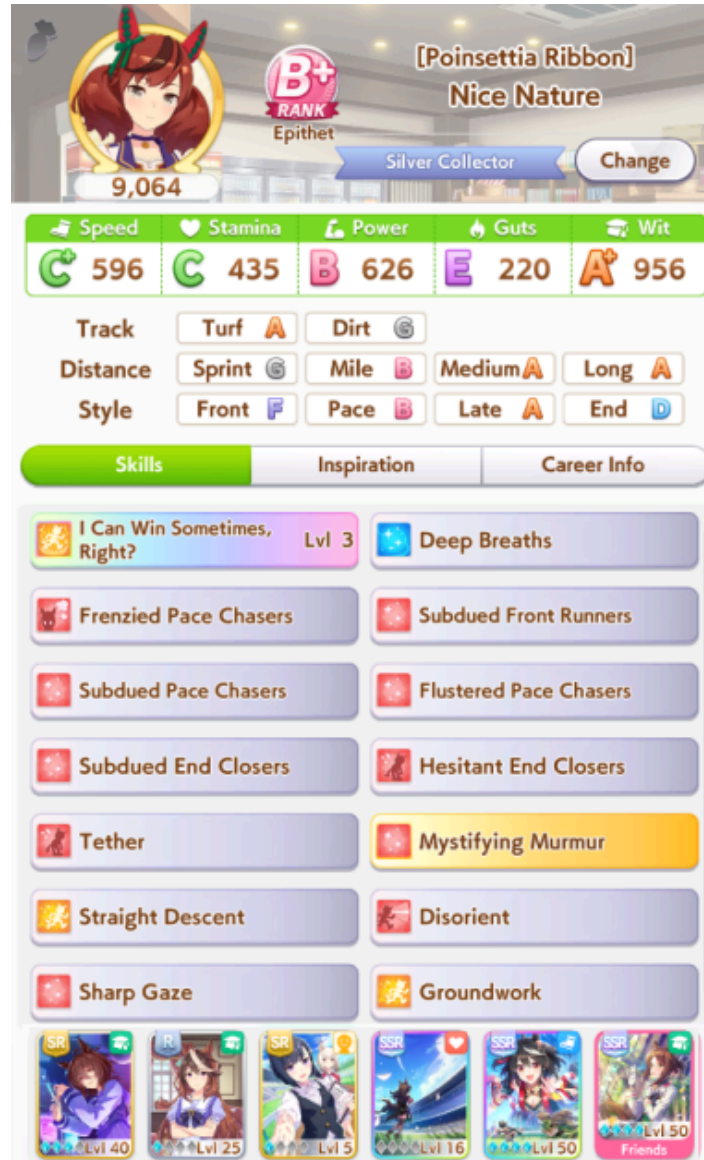 [Poinsettia Ribbon]
Nice Nature
B+
RANK
Epithet
Silver Collector
Change
9,064
Speed Stamina Power Guts Wit
C+ 596 C 435 B 626 E 220 A+ 956
Track Turf A Dirt G
Distance Sprint G Mile B Medium A Long A
Style Front F Pace B Late A End D
Skills Inspiration Career Info
I Can Win Sometimes,
Right?
Lvl 3
Deep Breaths
Frenzied Pace Chasers
Subdued Front Runners
Subdued Pace Chasers
Flustered Pace Chasers
Subdued End Closers
Hesitant End Closers
Tether
Mystifying Murmur
Straight Descent
Disorient
Sharp Gaze
Groundwork
SR R SR SSR SSR SSR
Lvl 40 Lvl 25 Lvl 5 Lvl 16 Lvl 50 Lvl 50
Friends